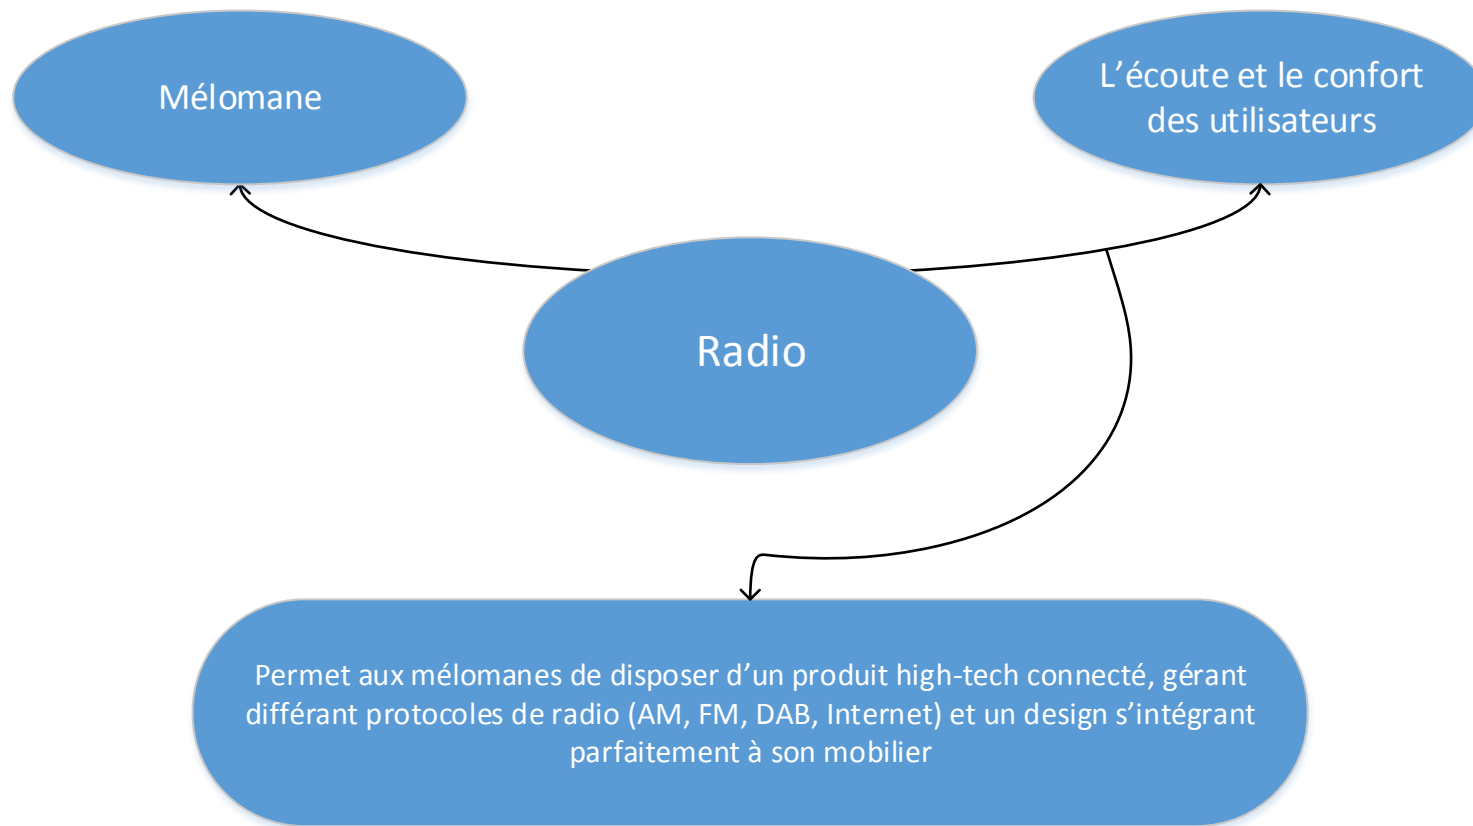 Mélomane
L’écoute et le confort
des utilisateurs
Radio
Permet aux mélomanes de disposer d’un produit high-tech connecté, gérant
différant protocoles de radio (AM, FM, DAB, Internet) et un design s’intégrant
parfaitement à son mobilier